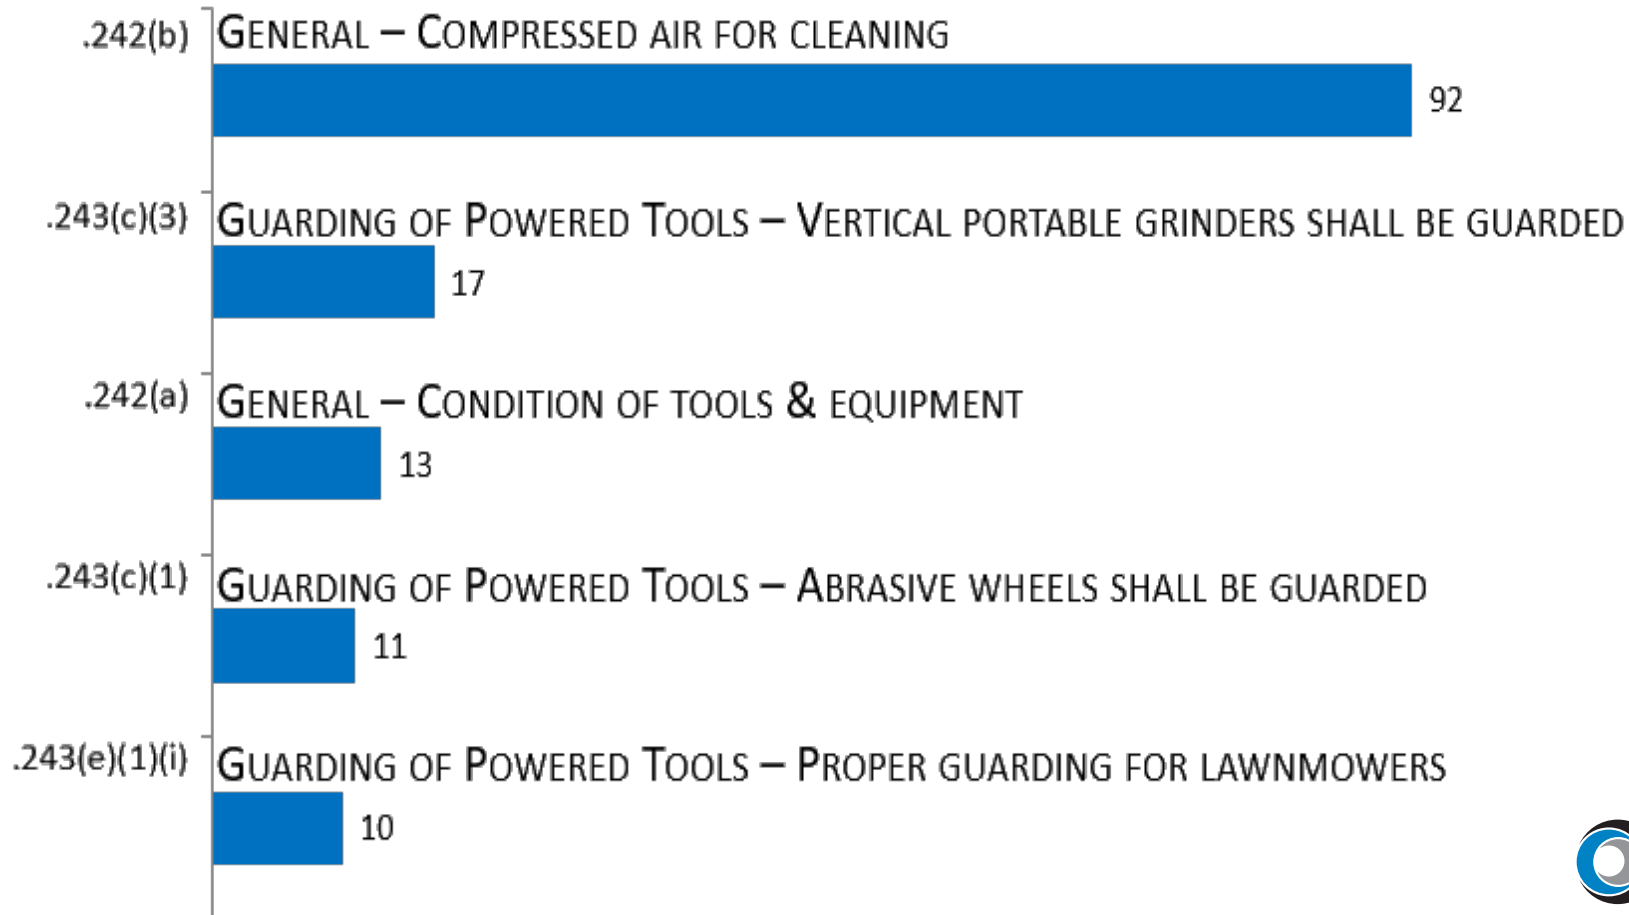 .242(b) GENERAL – COMPRESSED AIR FOR CLEANING
92
.243(c)(3) GUARDING OF POWERED TOOLS – VERTICAL PORTABLE GRINDERS SHALL BE GUARDED
17
.242(a) GENERAL – CONDITION OF TOOLS & EQUIPMENT
13
.243(c)(1) GUARDING OF POWERED TOOLS – ABRASIVE WHEELS SHALL BE GUARDED
11
.243(e)(1)(i) GUARDING OF POWERED TOOLS – PROPER GUARDING FOR LAWNMOWERS
10